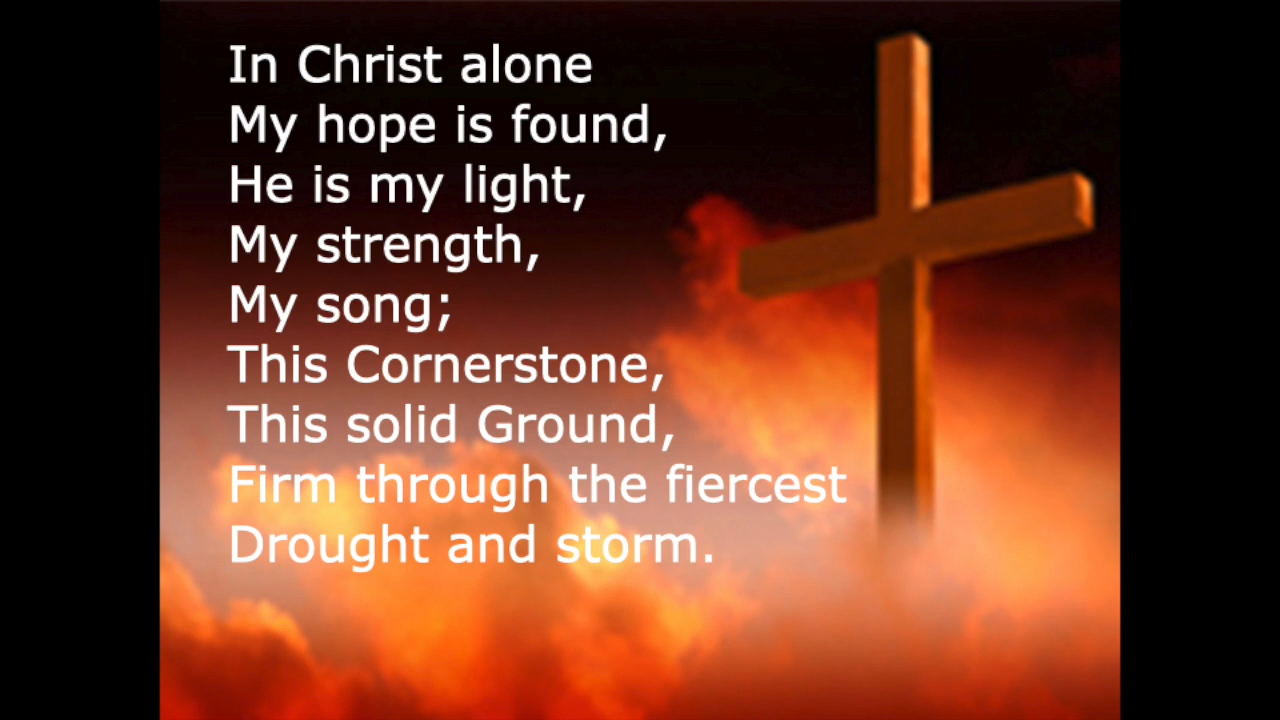 In Christ alone
My hope is found,
He is my light,
My strength,
My song;
This Cornerstone,
This solid Ground,
Firm through the fiercest
Drought and storm.